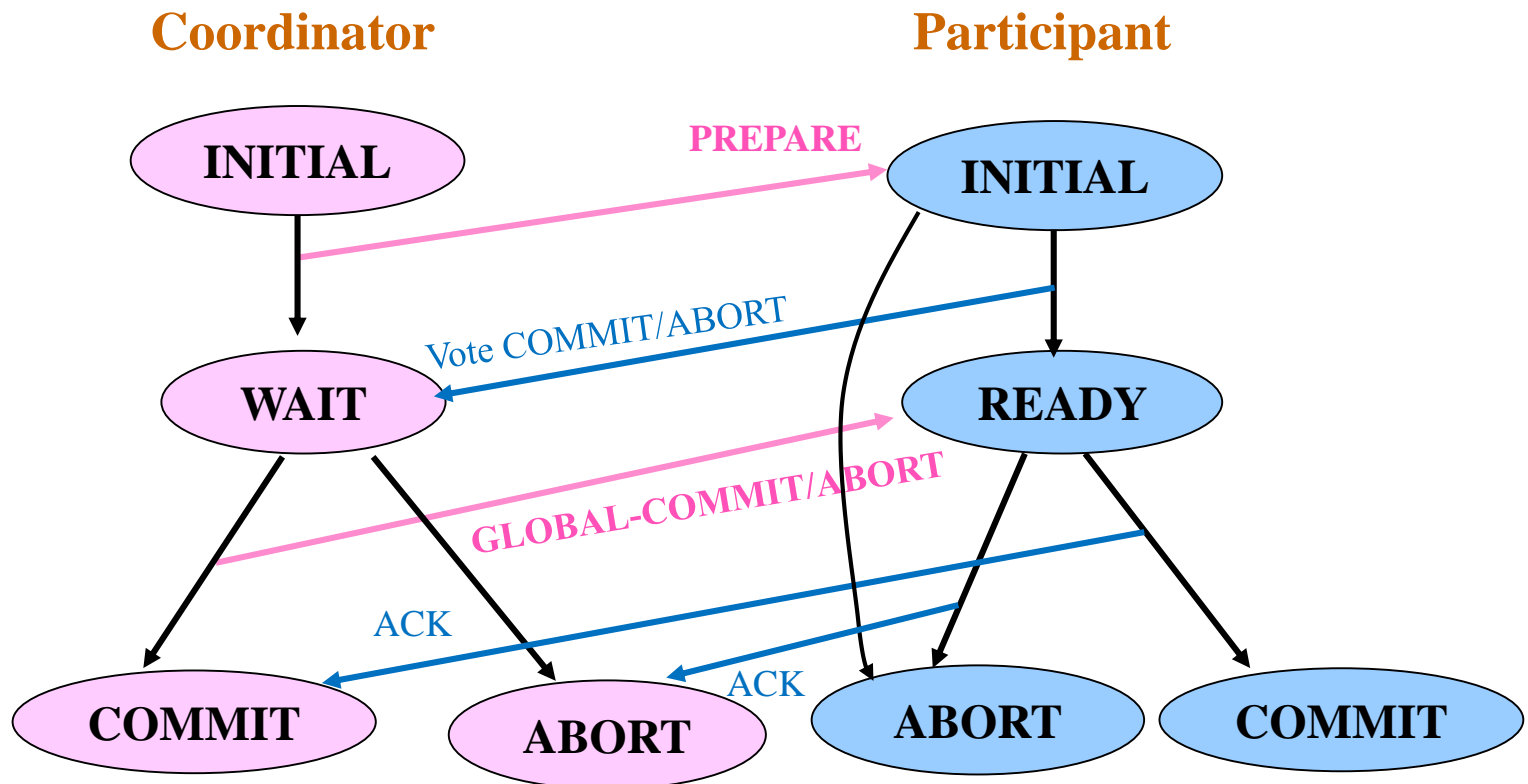 Coordinator
Participant
INITIAL
PREPARE
INITIAL
Vote COMMIT/ABORT
WAIT
READY
GLOBAL-COMMIT/ABORT
ACK
ACK
COMMIT
ABORT
ABORT
COMMIT